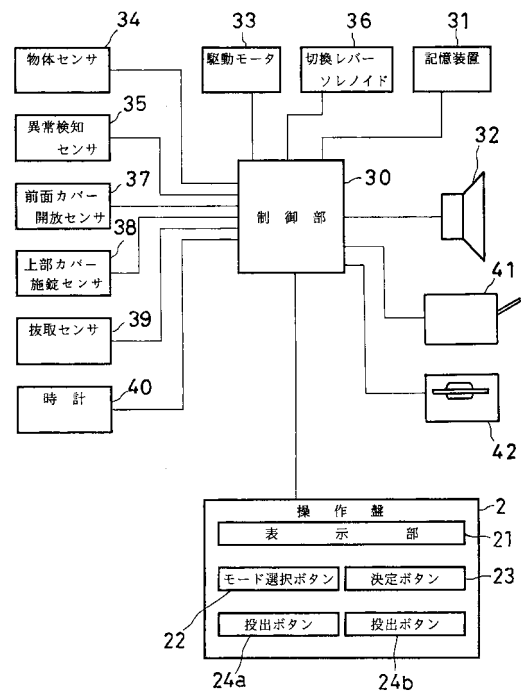 34
物体センサ
33
駆動モータ
36
切換レバー
ソレノイド
31
記憶装置
35
異常検知
センサ
30
制御部
32
37
前面カバー
開放センサ
38
上部カバー
施錠センサ
41
39
抜取センサ
40
時計
42
2
操作盤
21
表示部
モード選択ボタン
22
決定ボタン
23
投出ボタン
24a
投出ボタン
24b